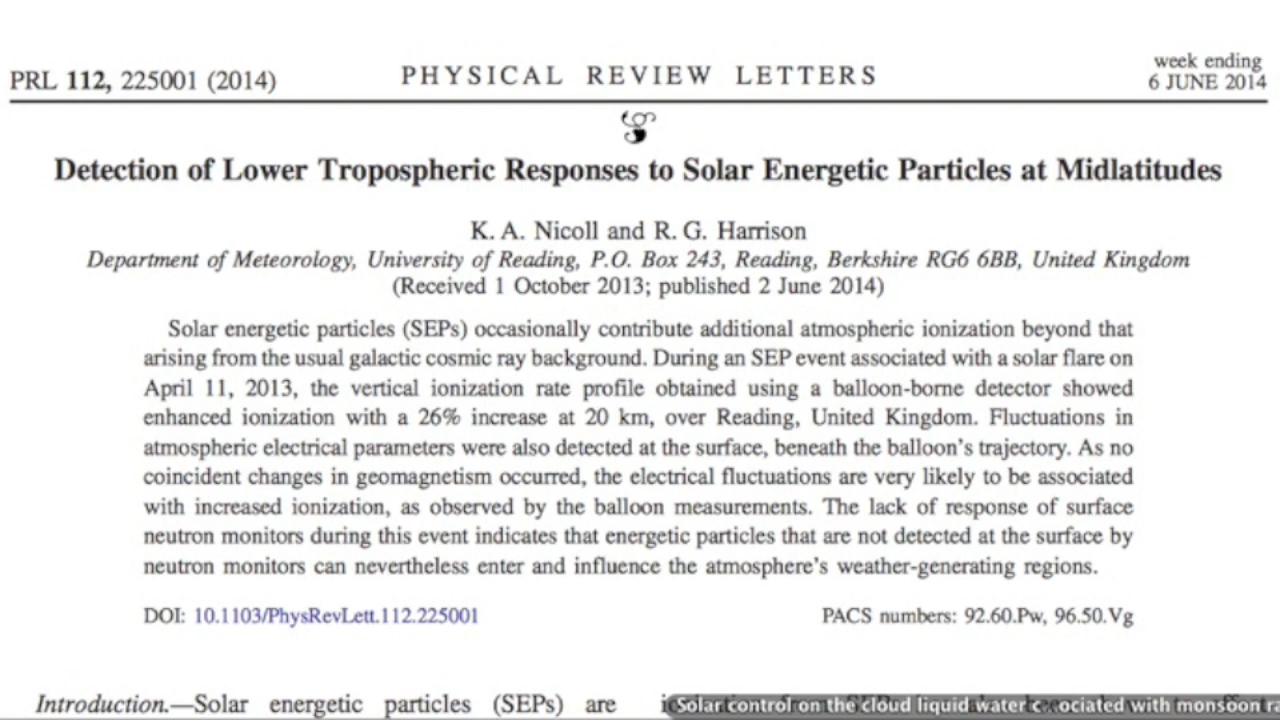 PRL 112, 225001 (2014)
PHYSICAL REVIEW LETTERS
week ending
6 JUNE 2014
Detection of Lower Tropospheric Responses to Solar Energetic Particles at Midlatitudes
K. A. Nicoll and R. G. Harrison
Department of Meteorology, University of Reading, P.O. Box 243, Reading, Berkshire RG6 6BB, United Kingdom
(Received 1 October 2013; published 2 June 2014)
Solar energetic particles (SEPs) occasionally contribute additional atmospheric ionization beyond that
arising from the usual galactic cosmic ray background. During an SEP event associated with a solar flare on
April 11, 2013, the vertical ionization rate profile obtained using a balloon-borne detector showed
enhanced ionization with a 26% increase at 20 km, over Reading, United Kingdom. Fluctuations in
atmospheric electrical parameters were also detected at the surface, beneath the balloon's trajectory. As no
coincident changes in geomagnetism occurred, the electrical fluctuations are very likely to be associated
with increased ionization, as observed by the balloon measurements. The lack of response of surface
neutron monitors during this event indicates that energetic particles that are not detected at the surface by
neutron monitors can nevertheless enter and influence the atmosphere's weather-generating regions.
DOI: 10.1103/PhysRevLett.112.225001
PACS numbers: 92.60.Pw, 96.50.Vg
Introduction.—Solar energetic particles (SEPs) are
Solar control on the cloud liquid water c ociated with monsoon